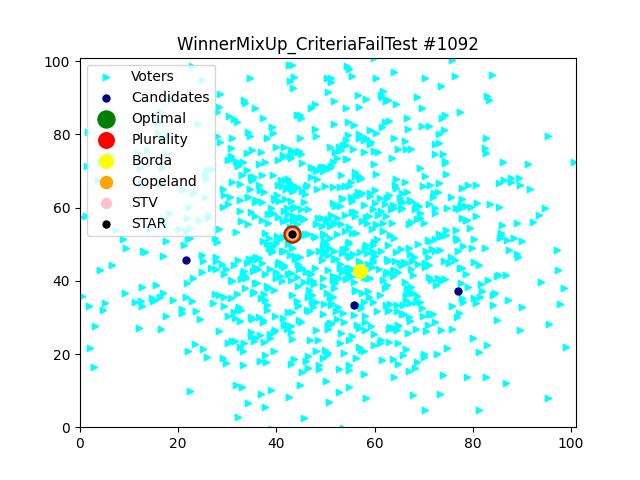 WinnerMixUp_CriteriaFailTest #1092
100
80
60
40
20
0
Voters
Candidates
Optimal
Plurality
Borda
Copeland
STV
STAR
0 20 40 60 80 100